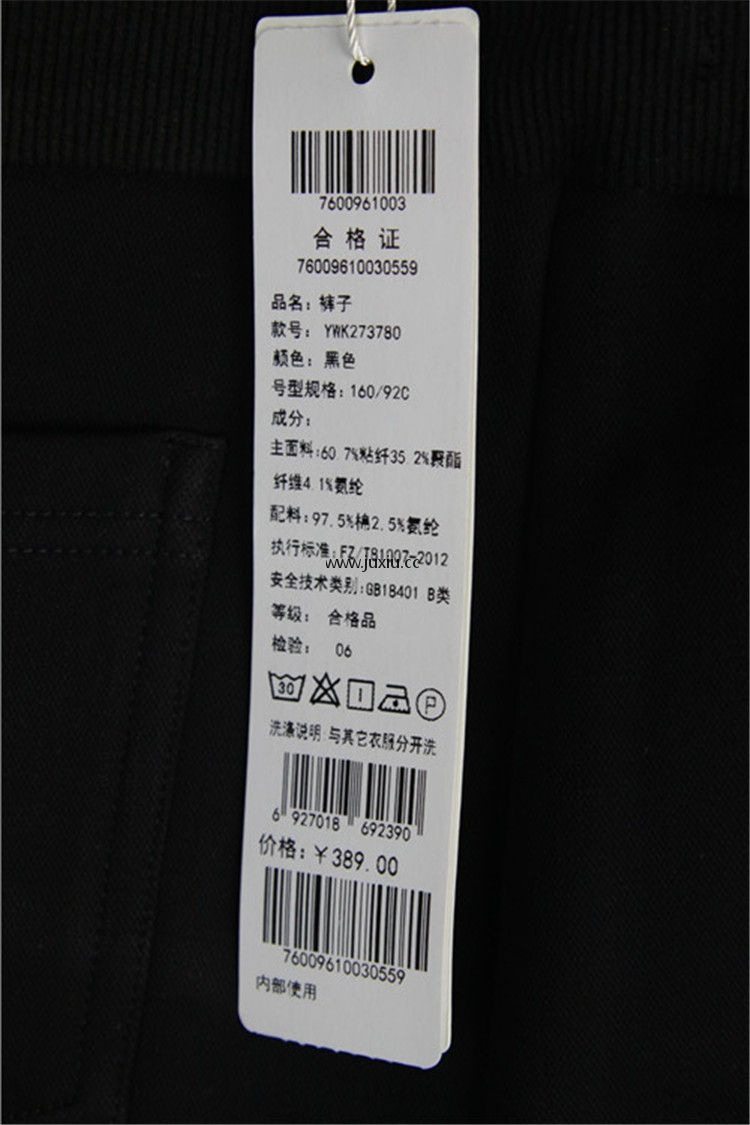 7600961003
合格证
76009610030559
品名：裤子
款号：YWK273780
颜色：黑色
号型规格：160/92C
成分：
主面料：60.7%粘纤35.2%聚酯
纤维4.1%氨纶
配料：97.5%棉2.5%氨纶
执行标准：FZ/T81007-2012
www.juxiu.cc
安全技术类别：GB18401 B类
等级：合格品
检验：06
30
P
洗涤说明：与其它衣服分开洗
6 927018 692390
价格：￥389.00
76009610030559
内部使用